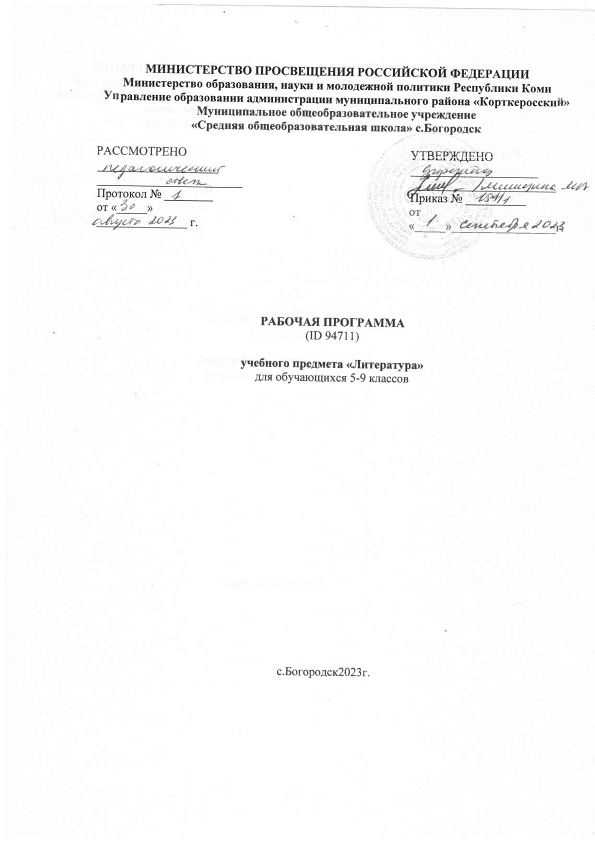 МИНИСТЕРСТВО ПРОСВЕЩЕНИЯ РОССИЙСКОЙ ФЕДЕРАЦИИ
Министерство образования, науки и молодежной политики Республики Коми
Управление образовании администрации муниципального района «Корткеросский»
Муниципальное общеобразовательное учреждение
«Средняя общеобразовательная школа» с.Богородск
РАССМОТРЕНО
педагогический
совет
Протокол № 1
от «30»
августа 2023 г.
УТВЕРЖДЕНО
Директор
Приказ №
от
«1» сентября 2023
РАБОЧАЯ ПРОГРАММА
(ID 94711)
учебного предмета «Литература»
для обучающихся 5-9 классов
с.Богородск2023г.